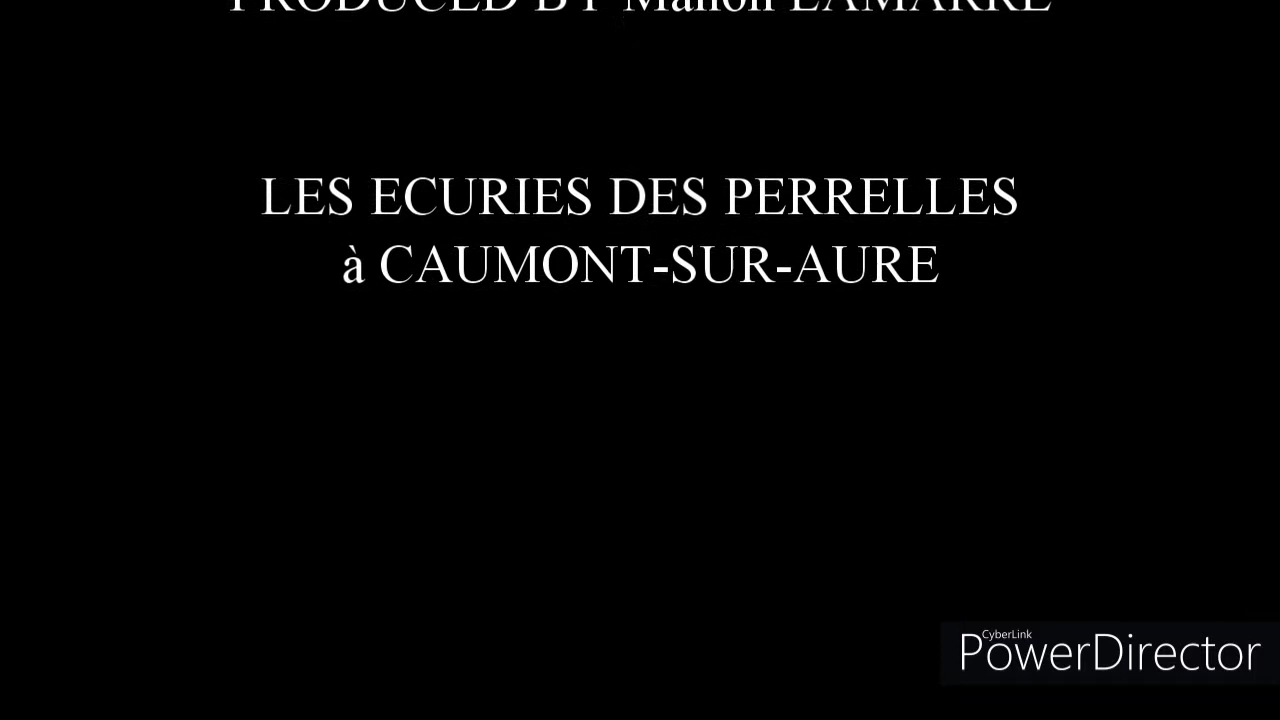 PRODUCED BY Manon LAMARRE
LES ECURIES DES PERRELLES
à CAUMONT-SUR-AURE
CyberLink
PowerDirector